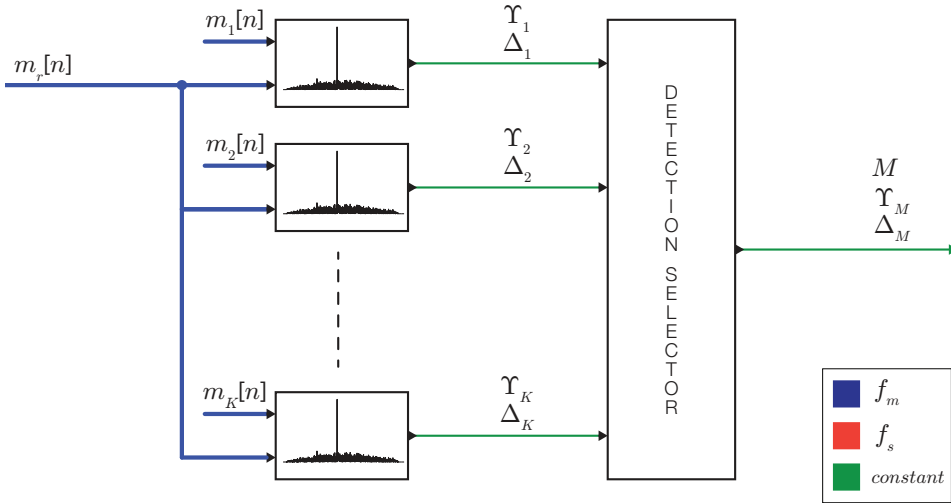 m_1[n]
m_r[n]
ϒ_1
Δ_1
m_2[n]
ϒ_2
Δ_2
m_K[n]
ϒ_K
Δ_K
DETECTION SELECTOR
M
ϒ_M
Δ_M
f_m
f_s
constant